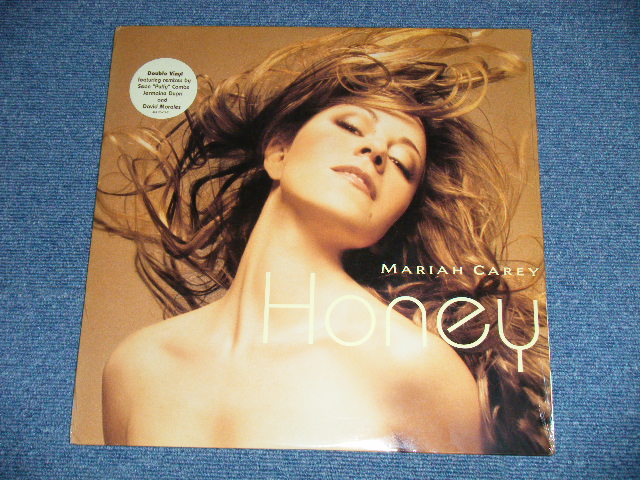 Double Vinyl
featuring remixes by
Sean "Puffy" Combs
Jermaine Dupri
and
David Morales
MARIAH CAREY
Honey